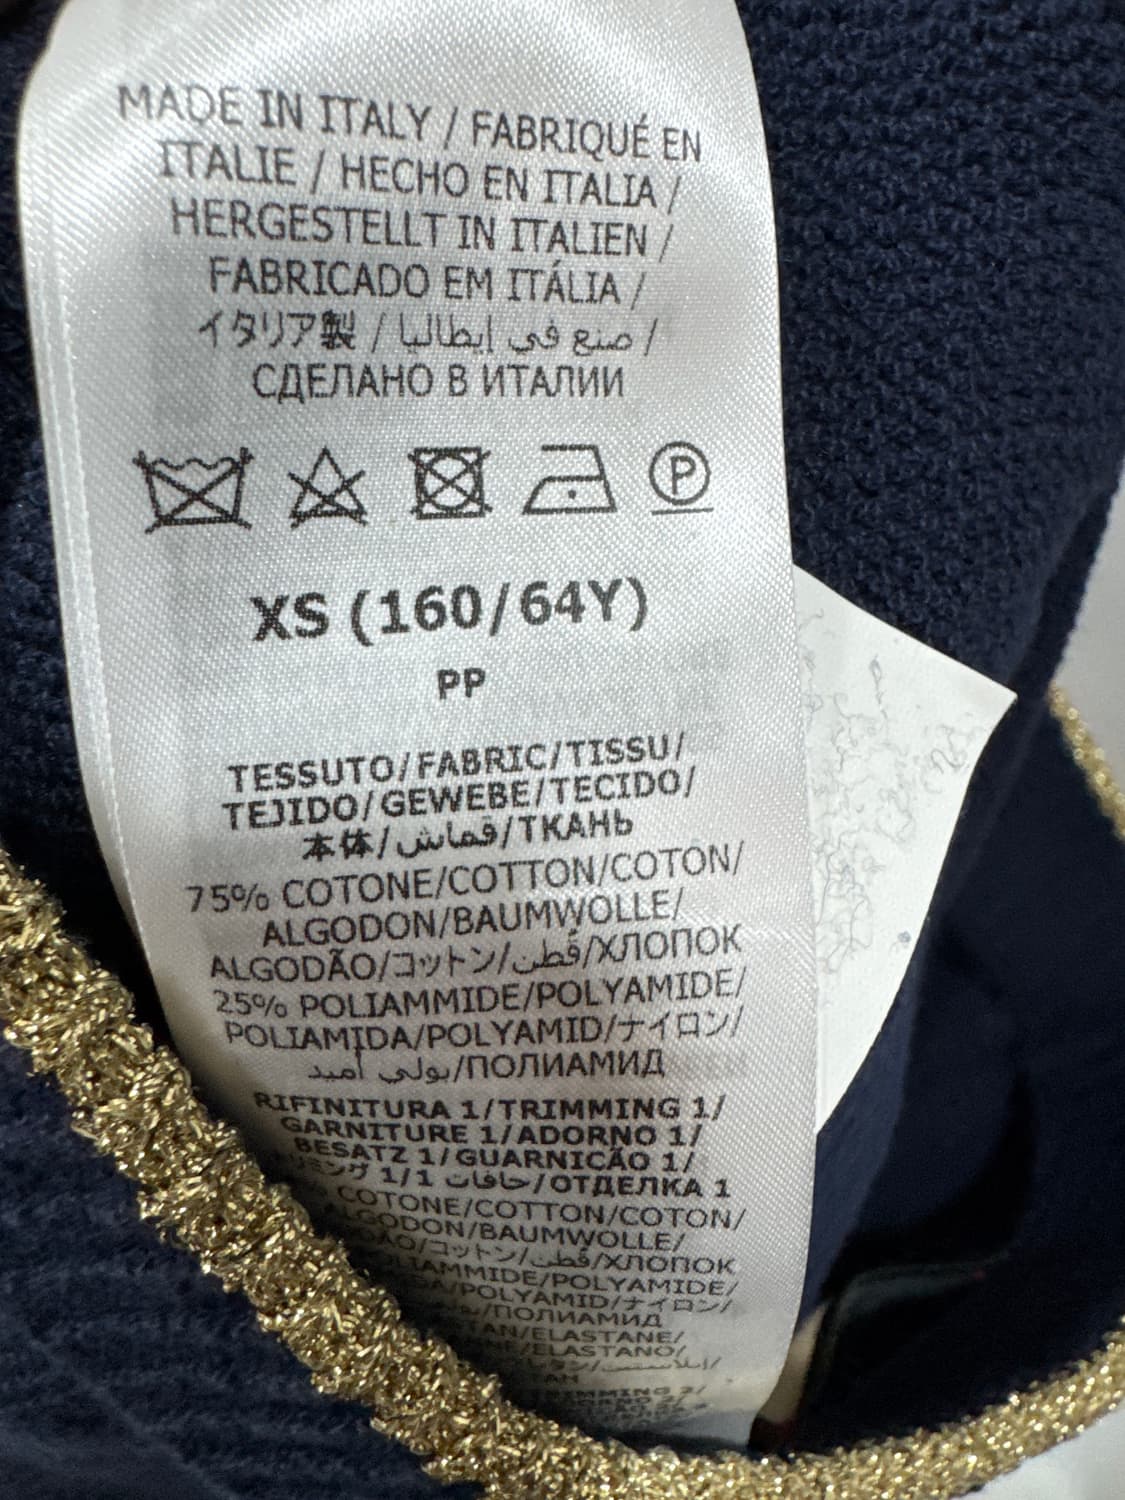 MADE IN ITALY / FABRIQUÉ EN
ITALIE / HECHO EN ITALIA /
HERGESTELLT IN ITALIEN /
FABRICADO EM ITÁLIA /
イタリア製 / صنع في إيطاليا /
СДЕЛАНО В ИТАЛИИ
P
XS (160/64Y)
PP
TESSUTO/FABRIC/TISSU/
TEJIDO/GEWEBE/TECIDO/
本体/قماش/ТКАНЬ
75% COTONE/COTTON/COTON/
ALGODON/BAUMWOLLE/
ALGODÃO/コットン/قطن/ХЛОПОК
25% POLIAMMIDE/POLYAMIDE/
POLIAMIDA/POLYAMID/ナイロン/
بولي أميد/ПОЛИАМИД
RIFINITURA 1/TRIMMING 1/
GARNITURE 1/ADORNO 1/
BESATZ 1/GUARNICÃO 1/
1/حافات 1/ОТДЕЛКА 1
COTONE/COTTON/COTON/
ALGODON/BAUMWOLLE/
コットン/قطن/ХЛОПОК
POLYAMIDE/
POLYAMID/ナイロン/
ПОЛИАМИД
ELASTANE/
ELASTANO/
TRIMMING 2/